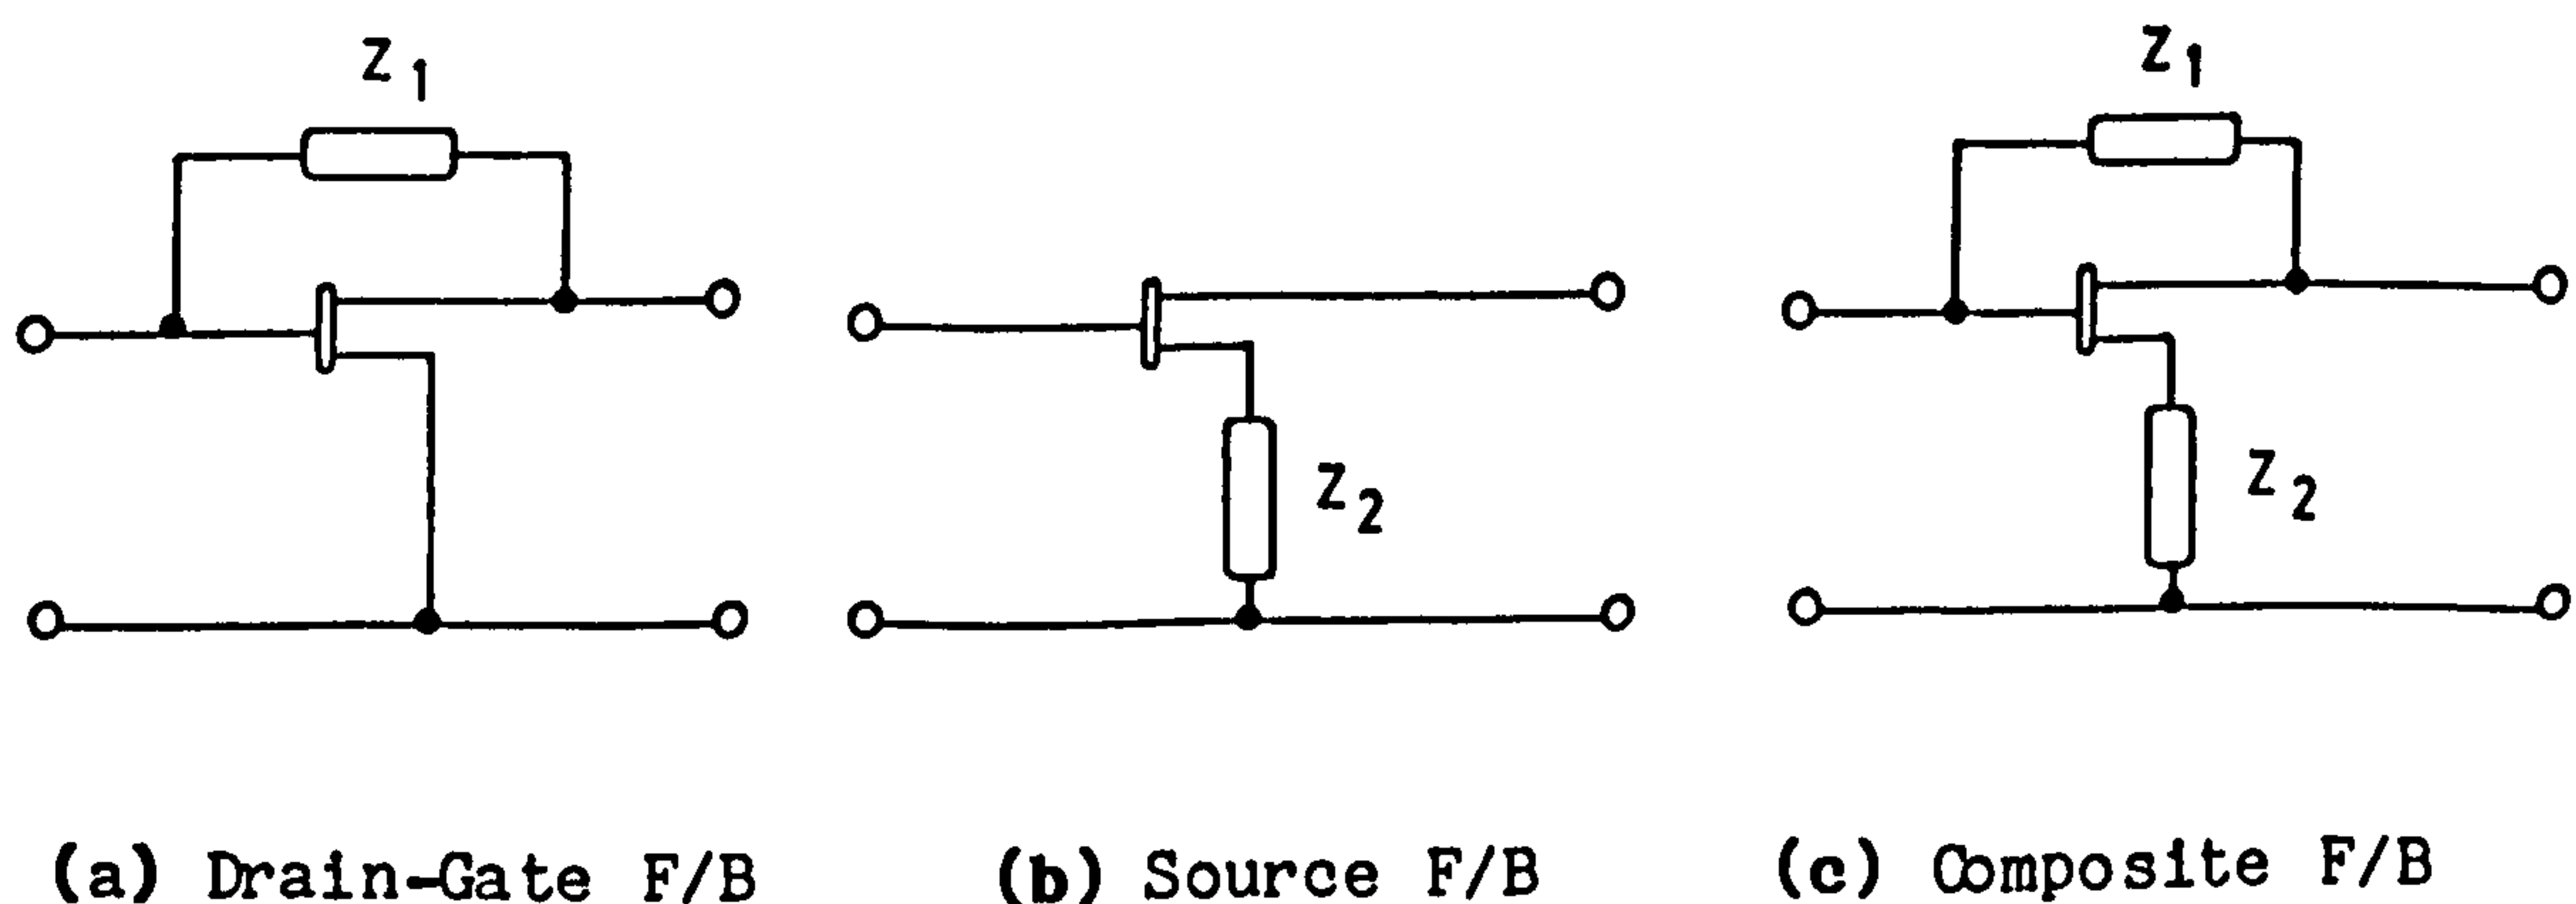 Z1
Z1
Z2
Z2
(a) Drain-Gate F/B
(b) Source F/B
(c) Composite F/B